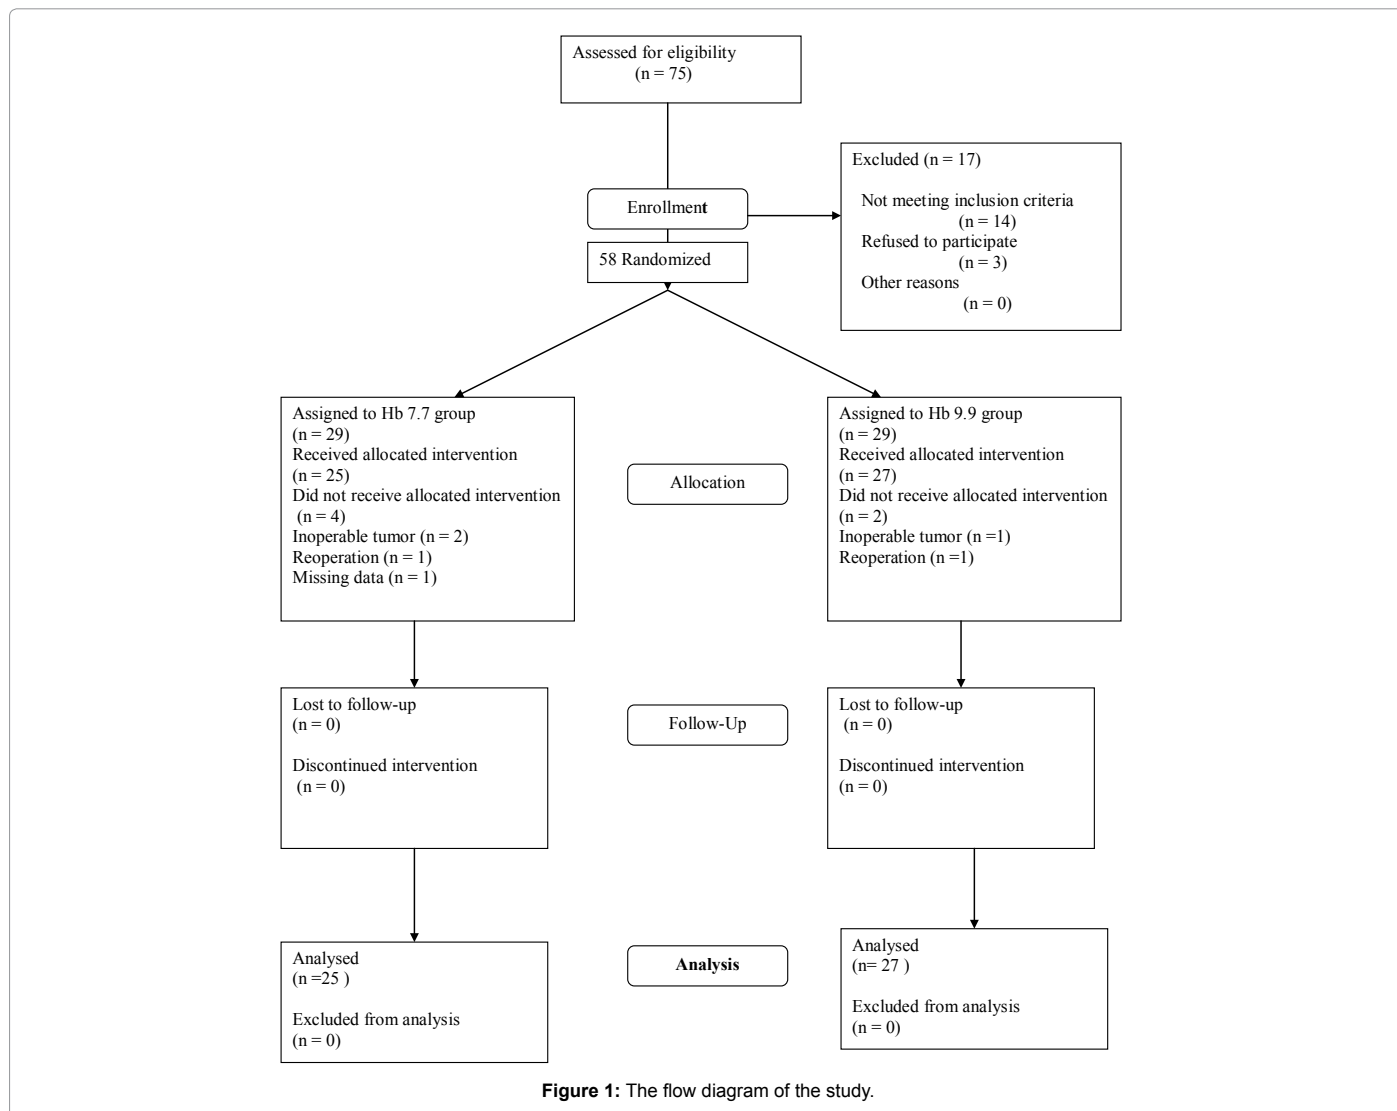 Assessed for eligibility
(n = 75)
Excluded (n = 17)
Not meeting inclusion criteria
(n = 14)
Refused to participate
(n = 3)
Other reasons
(n = 0)
Enrollment
58 Randomized
Assigned to Hb 7.7 group
(n = 29)
Received allocated intervention
(n = 25)
Did not receive allocated intervention
(n = 4)
Inoperable tumor (n = 2)
Reoperation (n = 1)
Missing data (n = 1)
Allocation
Assigned to Hb 9.9 group
(n = 29)
Received allocated intervention
(n = 27)
Did not receive allocated intervention
(n = 2)
Inoperable tumor (n =1)
Reoperation (n =1)
Lost to follow-up
(n = 0)
Discontinued intervention
(n = 0)
Follow-Up
Lost to follow-up
(n = 0)
Discontinued intervention
(n = 0)
Analysed
(n =25 )
Excluded from analysis
(n = 0)
Analysis
Analysed
(n= 27 )
Excluded from analysis
(n = 0)
Figure 1: The flow diagram of the study.